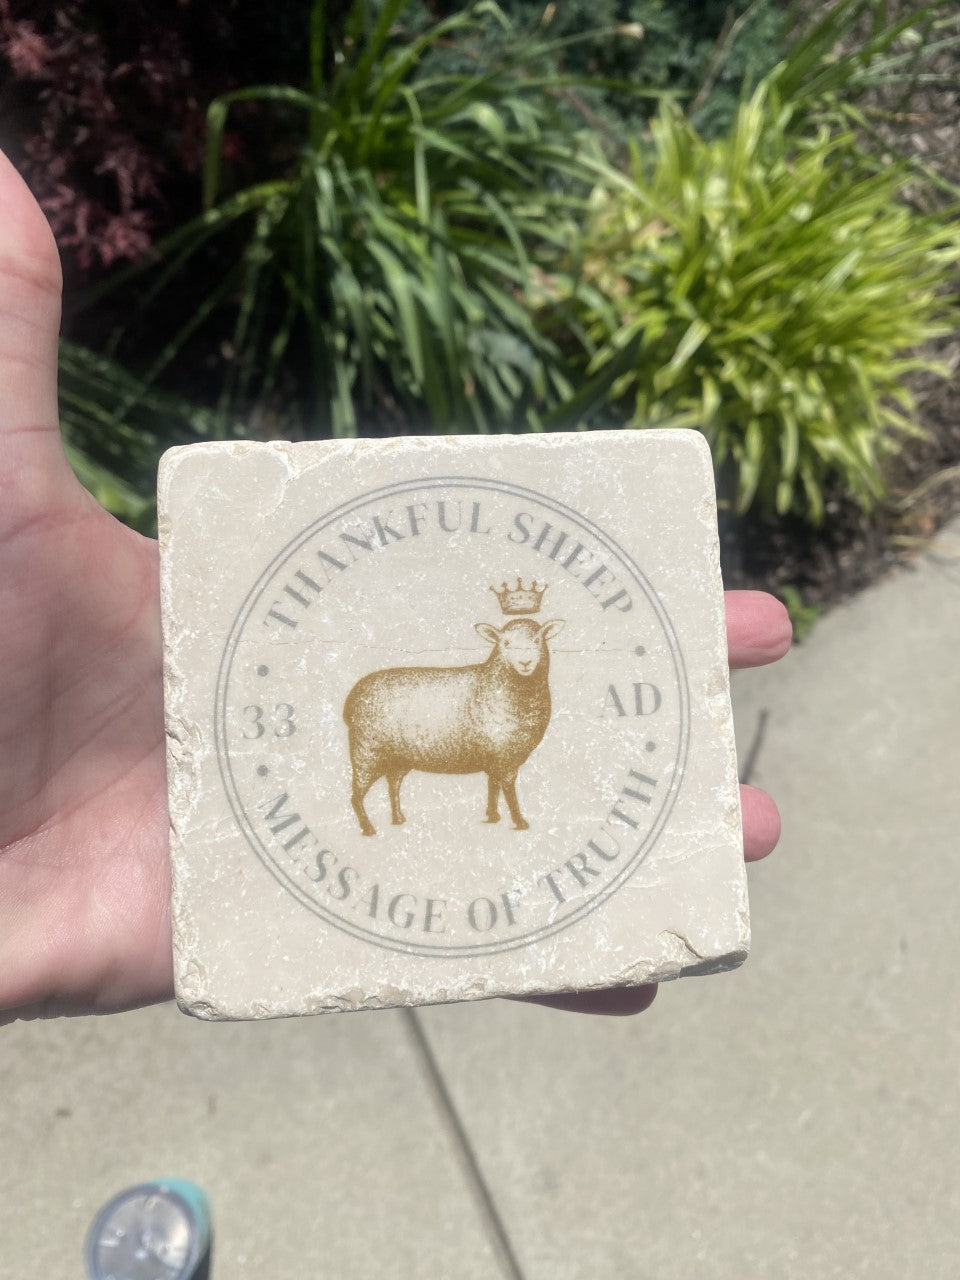 THANKFUL SHEEP
33 AD
MESSAGE OF TRUTH